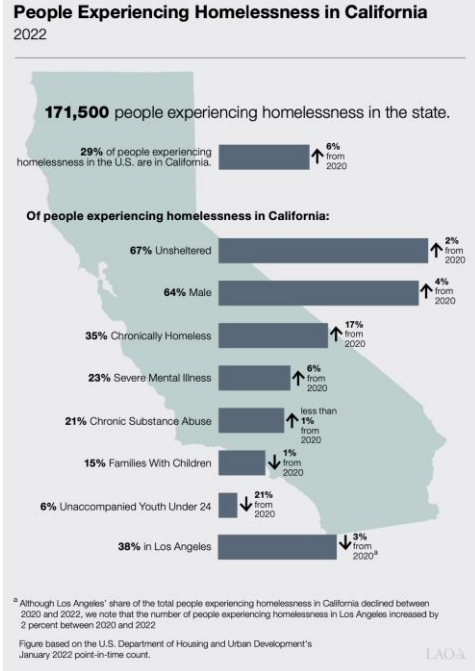 People Experiencing Homelessness in California
2022
171,500 people experiencing homelessness in the state.
29% of people experiencing
homelessness in the U.S. are in California.
6%
from
2020
Of people experiencing homelessness in California:
67% Unsheltered
2%
from
2020
64% Male
4%
from
2020
35% Chronically Homeless
17%
from
2020
23% Severe Mental Illness
6%
from
2020
21% Chronic Substance Abuse
less than
1%
from
2020
15% Families With Children
1%
from
2020
6% Unaccompanied Youth Under 24
21%
from
2020
38% in Los Angeles
3%
from
2020a
a Although Los Angeles' share of the total people experiencing homelessness in California declined between
2020 and 2022, we note that the number of people experiencing homelessness in Los Angeles increased by
2 percent between 2020 and 2022
Figure based on the U.S. Department of Housing and Urban Development's
January 2022 point-in-time count.
LAO